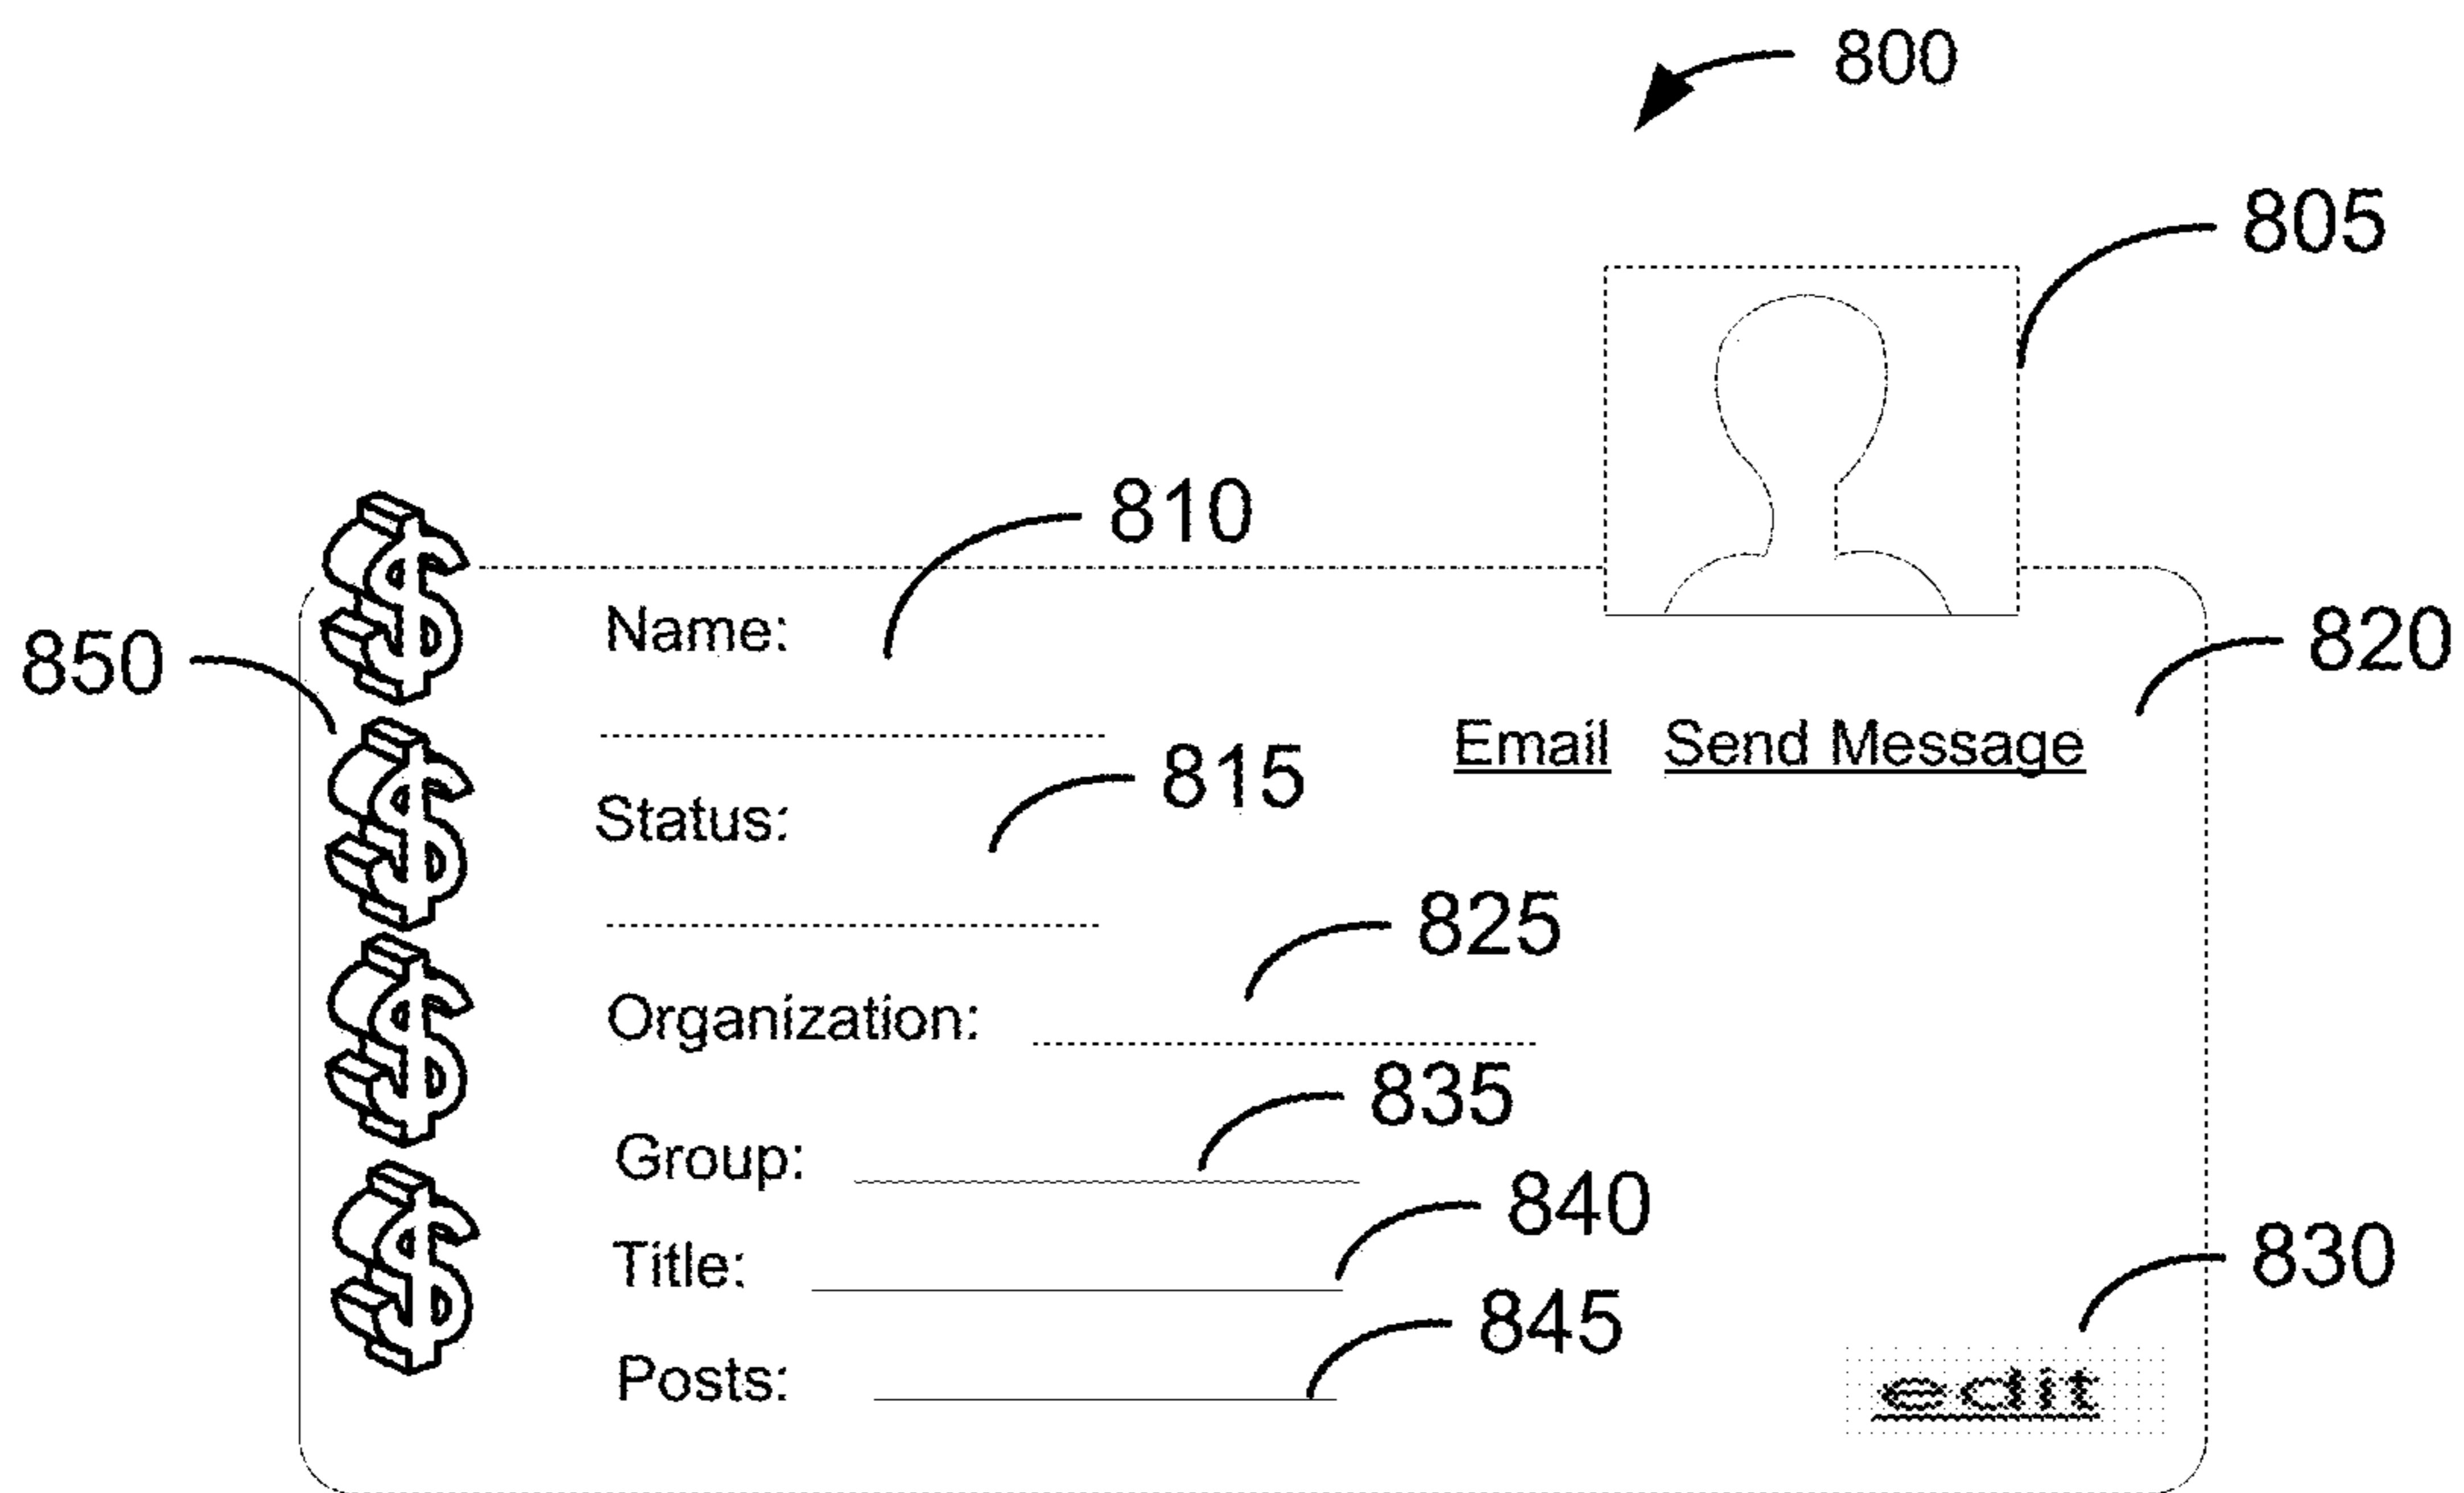 800
805
810
Name:
850
820
Email Send Message
815
Status:
825
Organization:
835
Group:
840
Title:
830
845
Posts:
edit
$
$
$
$